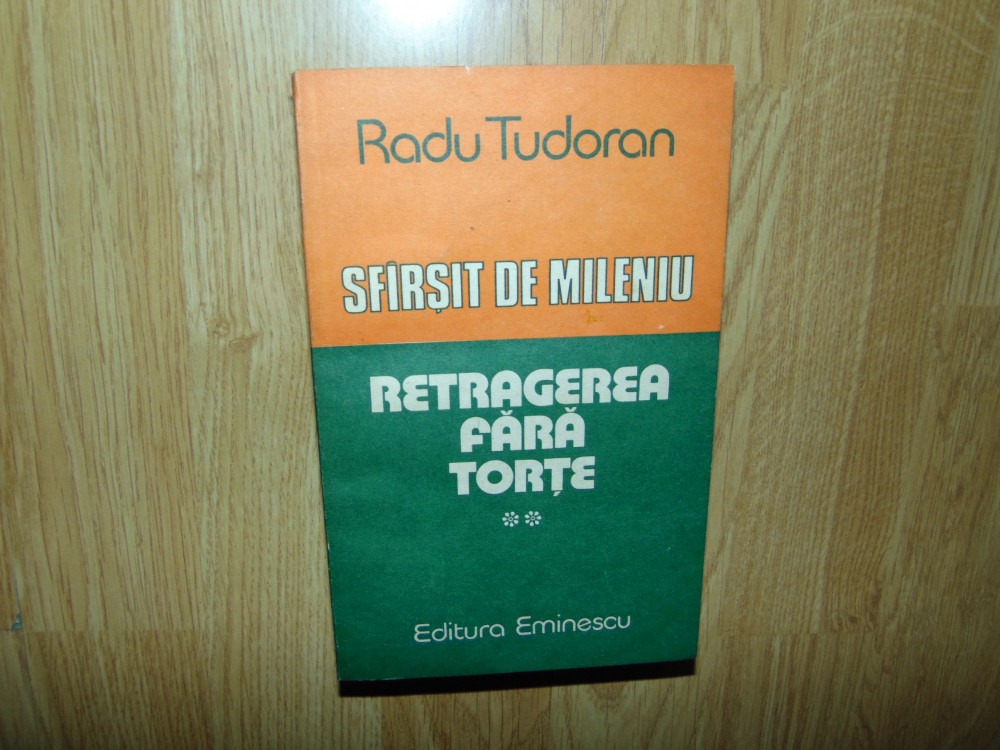 Radu Tudoran
SFÎRȘIT DE MILENIU
RETRAGEREA
FĂRĂ
TORȚE
**
Editura Eminescu